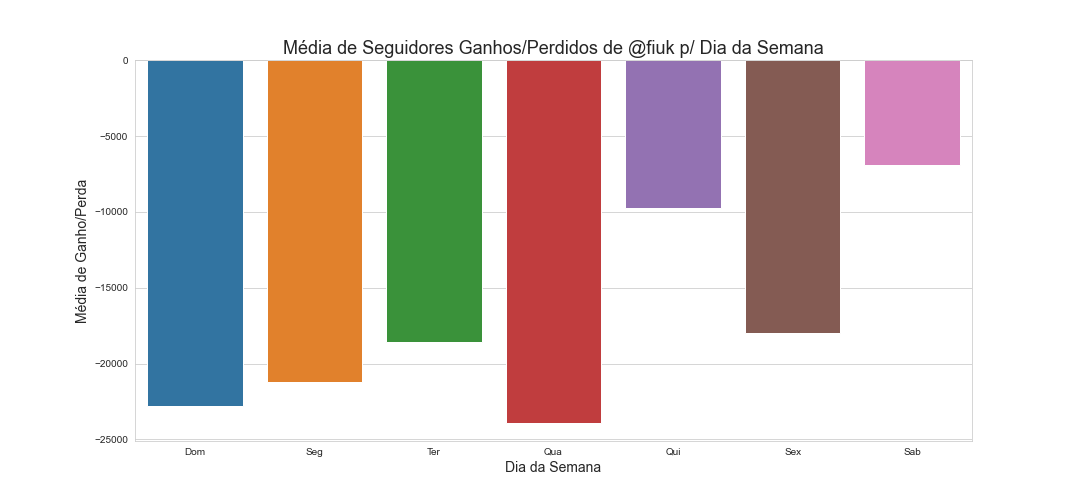 Média de Seguidores Ganhos/Perdidos de @fiuk p/ Dia da Semana
Média de Ganho/Perda
0
−5000
−10000
−15000
−20000
−25000
Dom Seg Ter Qua Qui Sex Sab
Dia da Semana